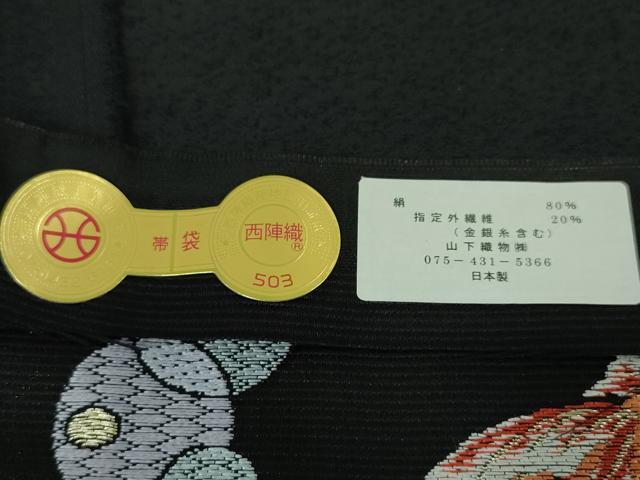 帯袋
西陣織®
503
絹 80%
指定外繊維 20%
(金銀糸含む)
山下織物㈱
075-431-5366
日本製